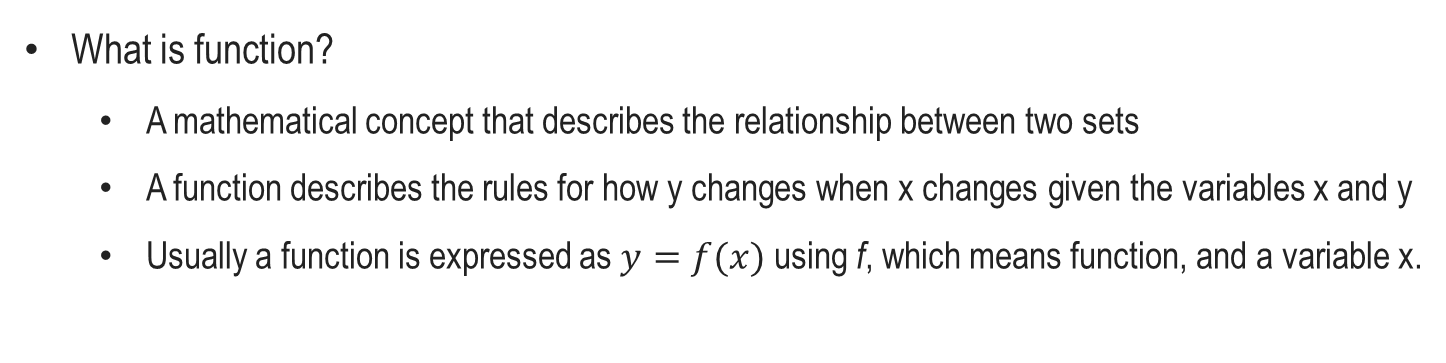 • What is function?
• A mathematical concept that describes the relationship between two sets
• A function describes the rules for how y changes when x changes given the variables x and y
• Usually a function is expressed as y = f(x) using f, which means function, and a variable x.